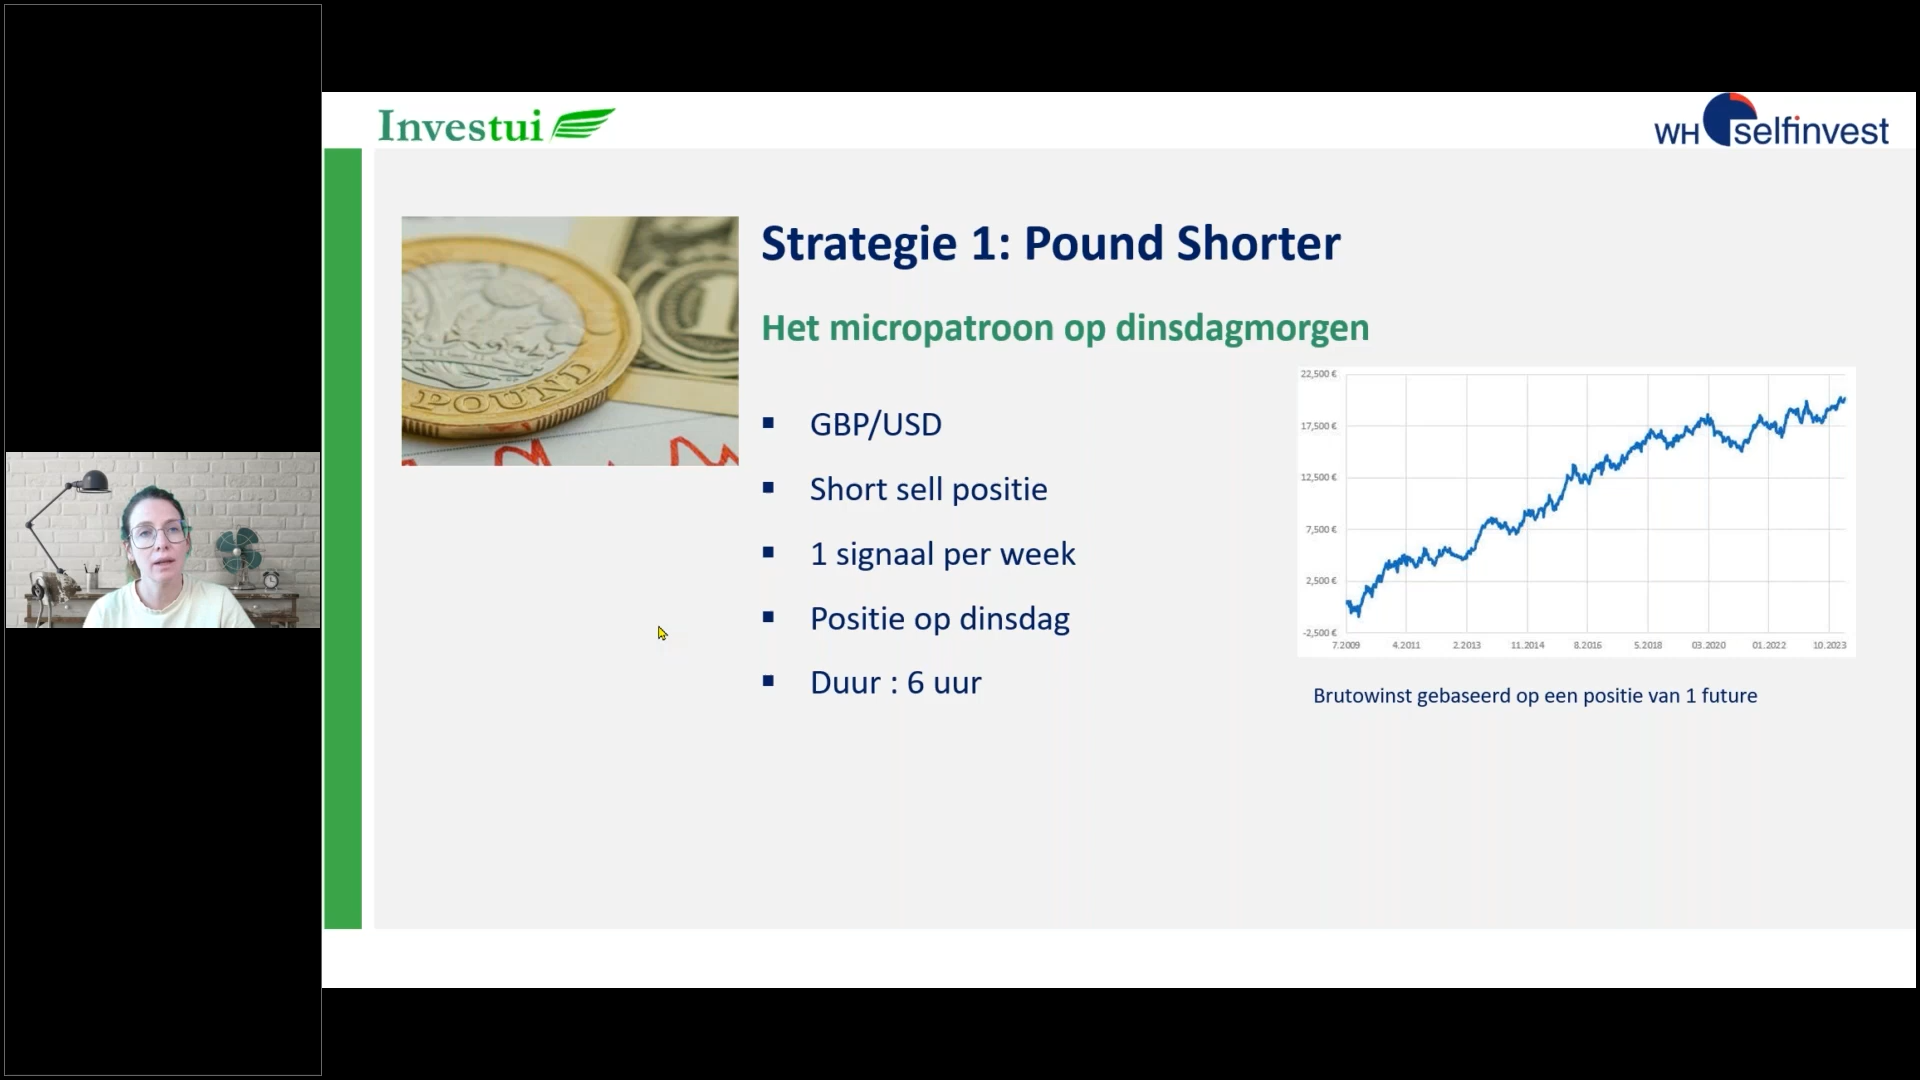 Investui
WH selfinvest
Strategie 1: Pound Shorter
Het micropatroon op dinsdagmorgen
POUND
1
▪ GBP/USD
▪ Short sell positie
▪ 1 signaal per week
▪ Positie op dinsdag
▪ Duur : 6 uur
22,500 €
17,500 €
12,500 €
7,500 €
2,500 €
-2,500 €
7.2009 4.2011 2.2013 11.2014 8.2016 5.2018 03.2020 01.2022 10.2023
Brutowinst gebaseerd op een positie van 1 future